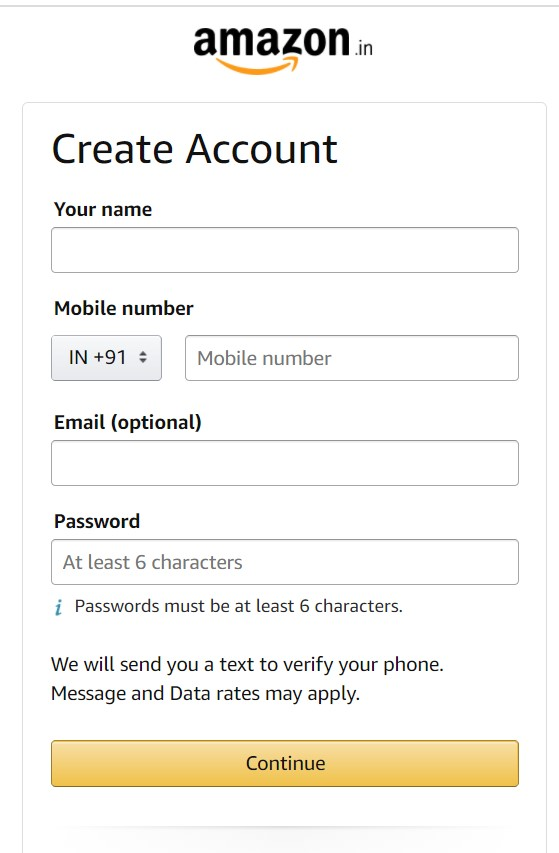 amazon.in
Create Account
Your name
Mobile number
IN +91 Mobile number
Email (optional)
Password
At least 6 characters
i Passwords must be at least 6 characters.
We will send you a text to verify your phone.
Message and Data rates may apply.
Continue